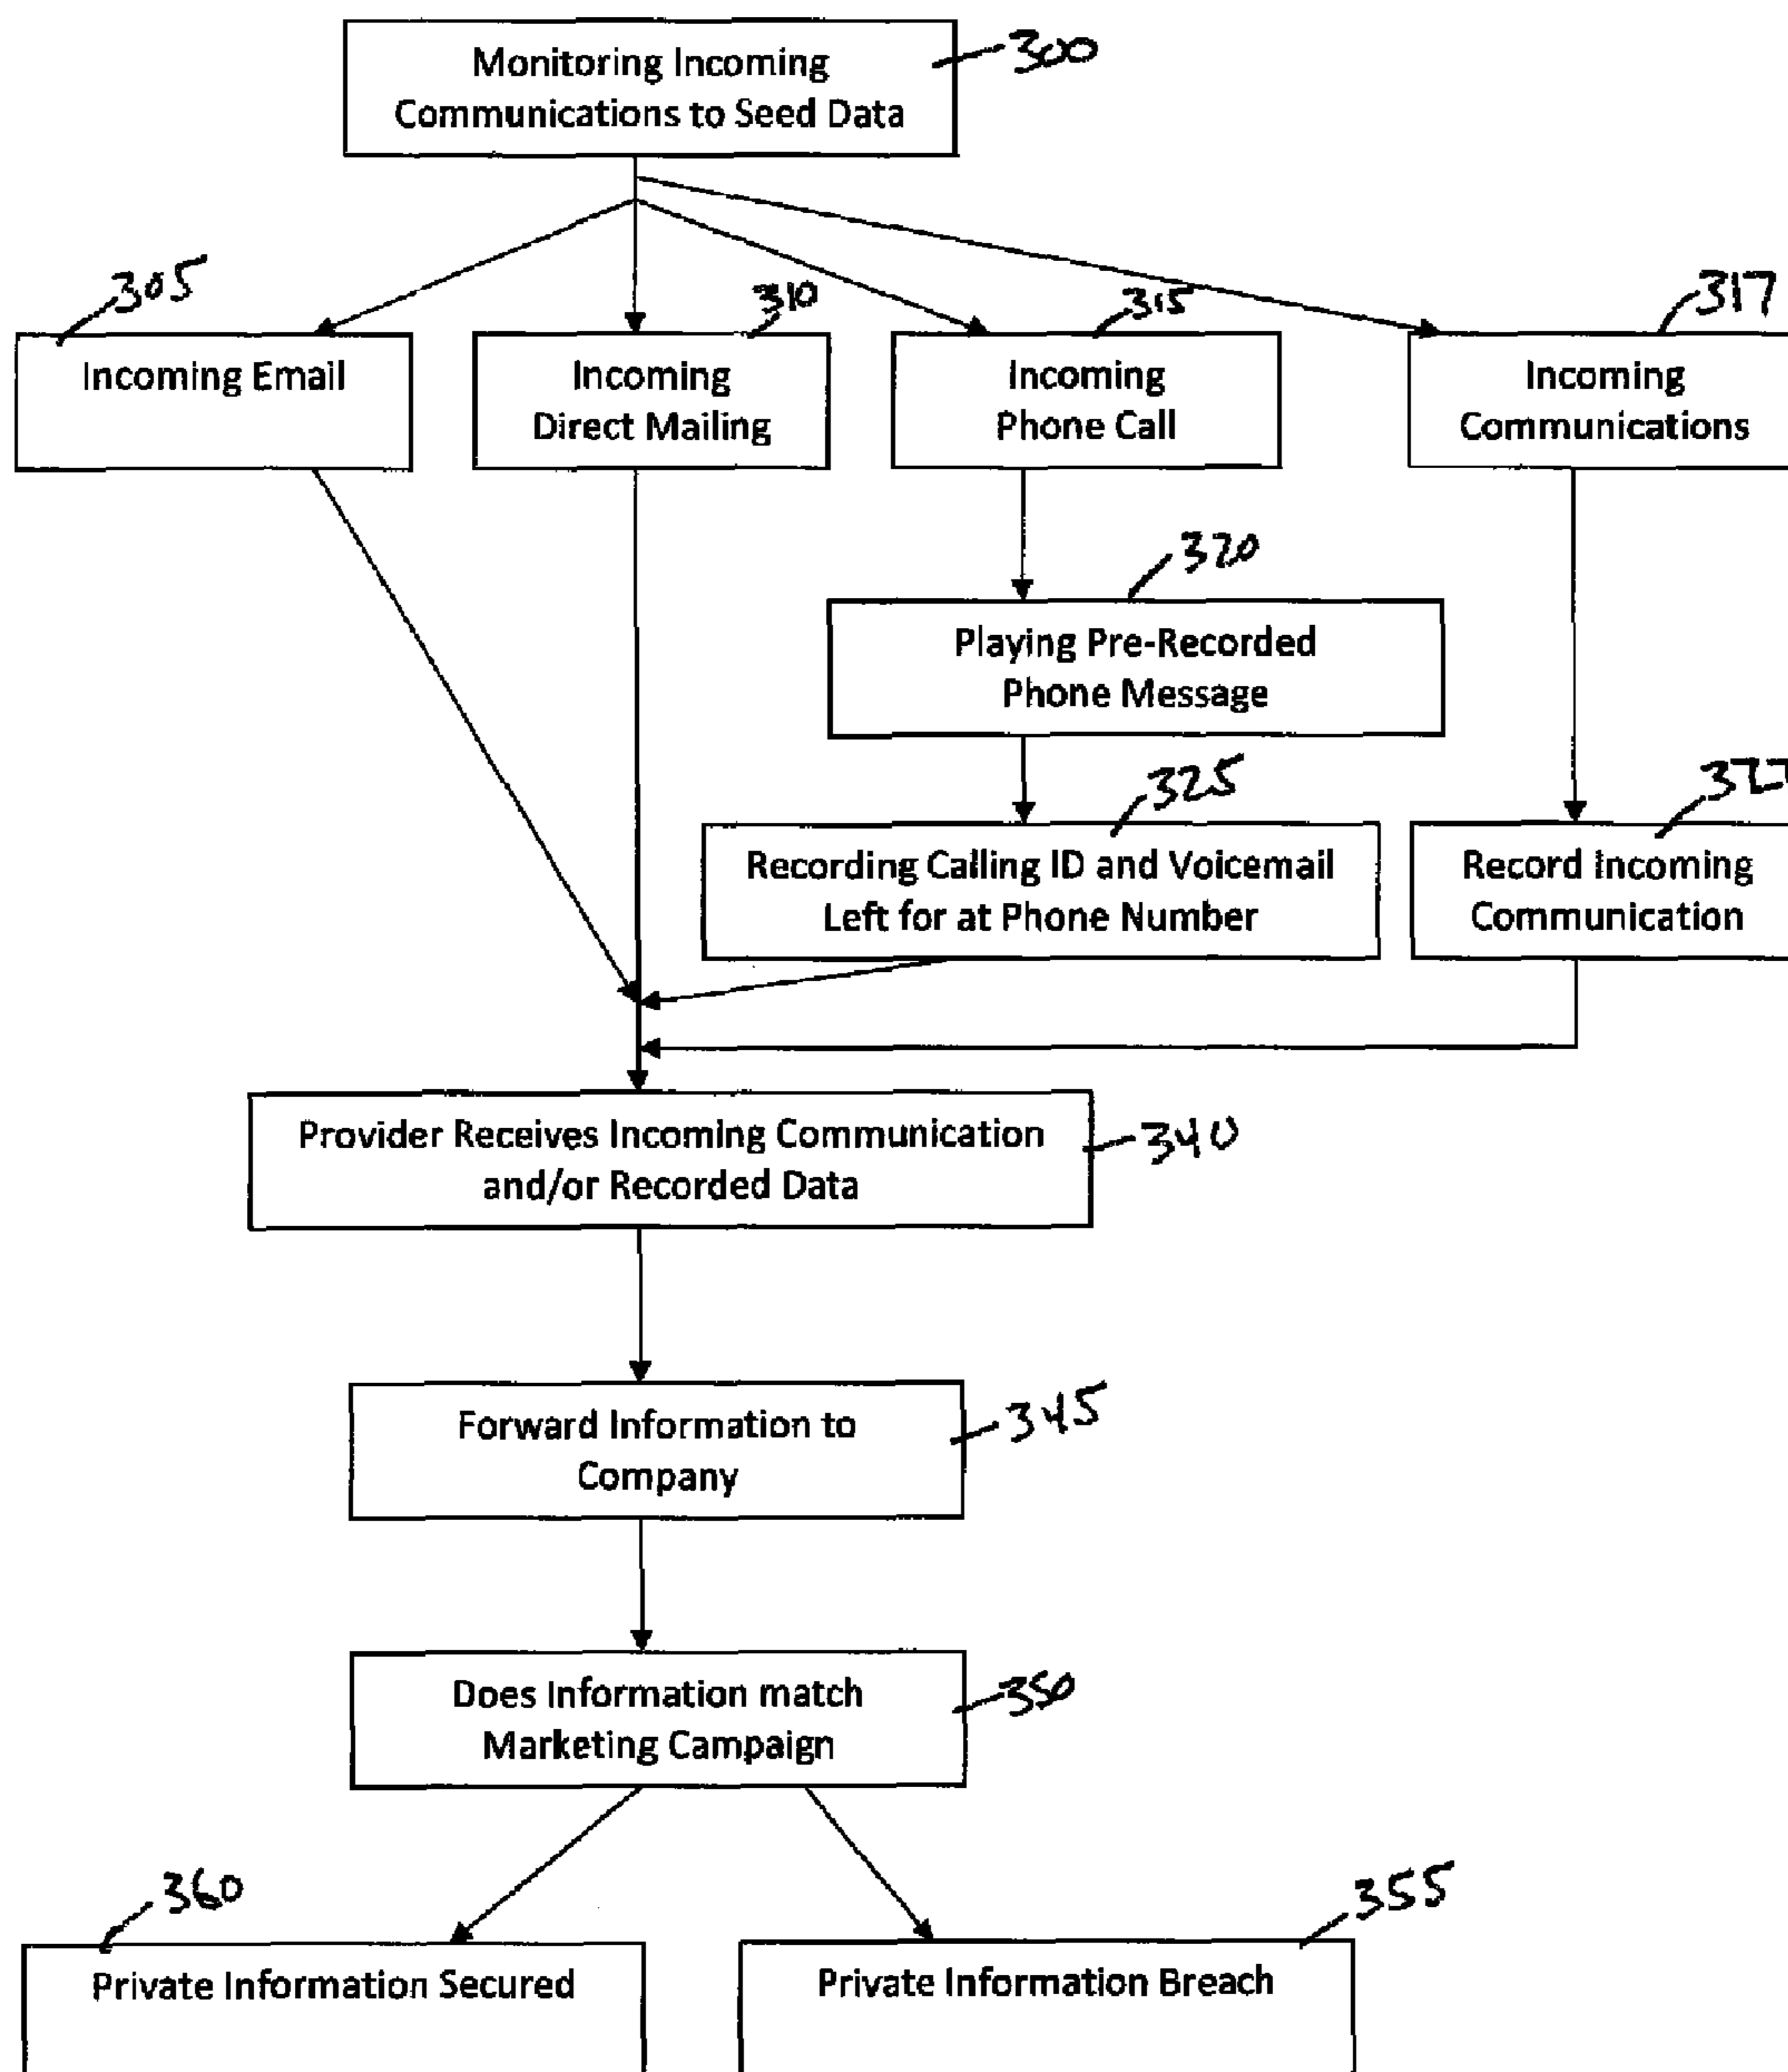 Monitoring Incoming
Communications to Seed Data
300
305
310
315
317
Incoming Email
Incoming
Direct Mailing
Incoming
Phone Call
Incoming
Communications
320
Playing Pre-Recorded
Phone Message
325
Recording Calling ID and Voicemail
Left for at Phone Number
Record Incoming
Communication
Provider Receives Incoming Communication
and/or Recorded Data
340
Forward Information to
Company
345
Does Information match
Marketing Campaign
350
360
355
Private Information Secured
Private Information Breach